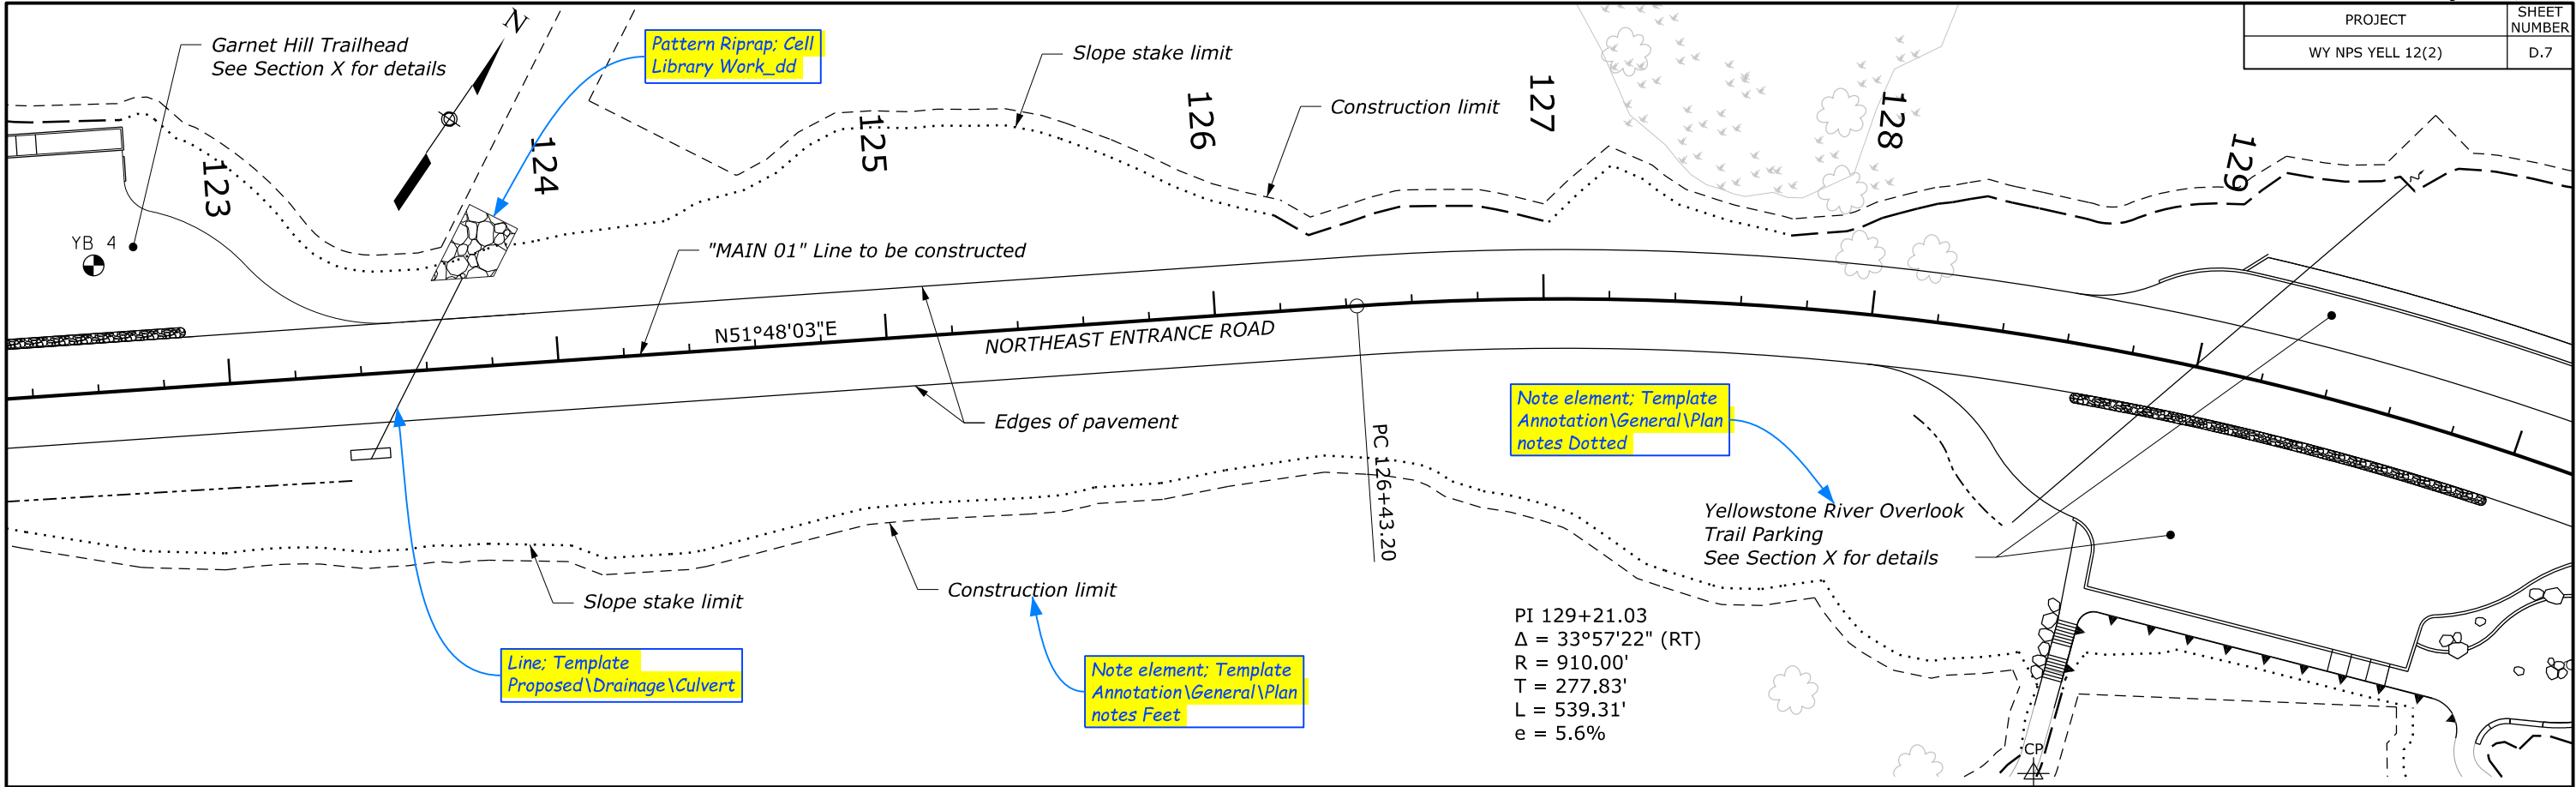 PROJECT
SHEET
NUMBER
WY NPS YELL 12(2)
D.7
Garnet Hill Trailhead
See Section X for details
N
Pattern Riprap; Cell
Library Work_dd
Slope stake limit
Construction limit
123
124
125
126
127
128
129
YB 4
"MAIN 01" Line to be constructed
N51°48'03"E
NORTHEAST ENTRANCE ROAD
Edges of pavement
PC 126+43.20
Note element; Template
Annotation\General\Plan
notes Dotted
Yellowstone River Overlook
Trail Parking
See Section X for details
Slope stake limit
Construction limit
Line; Template
Proposed\Drainage\Culvert
Note element; Template
Annotation\General\Plan
notes Feet
PI 129+21.03
Δ = 33°57'22" (RT)
R = 910.00'
T = 277.83'
L = 539.31'
e = 5.6%
CP